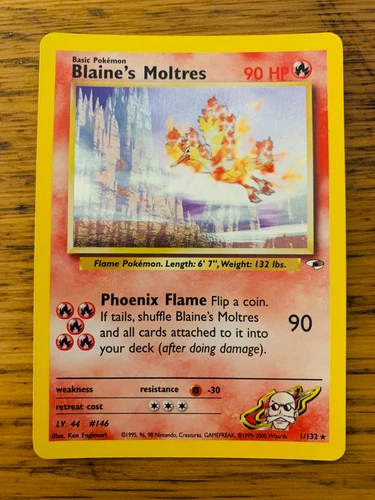 Basic Pokémon
Blaine's Moltres 90 HP
Flame Pokémon. Length: 6' 7", Weight: 132 lbs.
Phoenix Flame Flip a coin.
If tails, shuffle Blaine's Moltres
and all cards attached to it into
your deck (after doing damage).
90
weakness resistance -30
retreat cost
LV. 44 #146
Illus. Ken Sugimori ©1995, 96, 98 Nintendo, Creatures, GAMEFREAK. ©1999-2000 Wizards. 1/132 ★